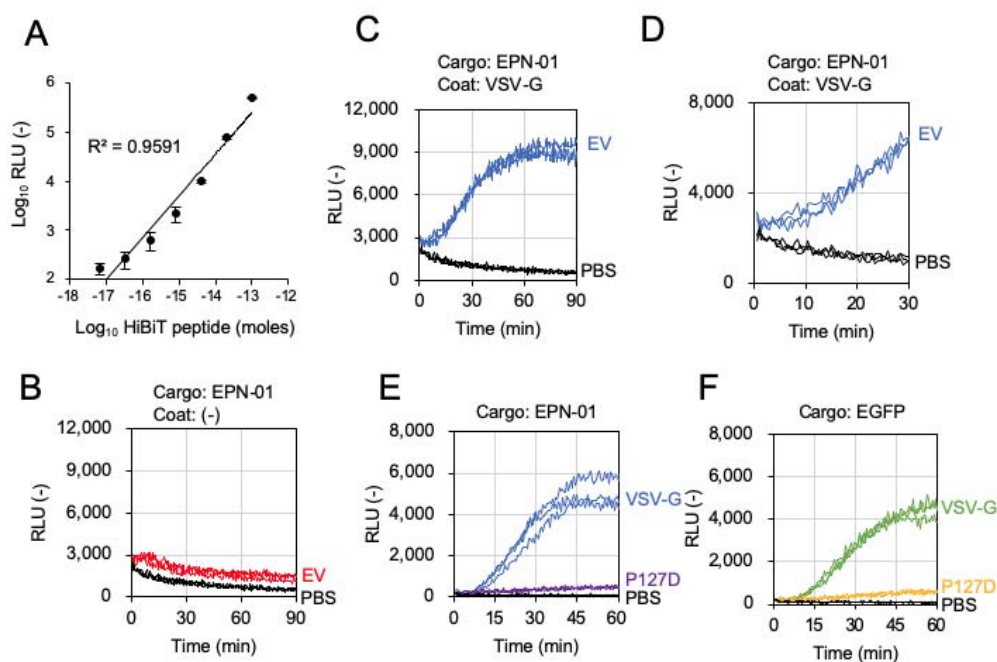 A
Log₁₀ RLU (-)
6
5
4
3
2
R² = 0.9591
-18 -17 -16 -15 -14 -13 -12
Log₁₀ HiBiT peptide (moles)
C
Cargo: EPN-01
Coat: VSV-G
RLU (-)
12,000
9,000
6,000
3,000
0
EV
PBS
0 30 60 90
Time (min)
D
Cargo: EPN-01
Coat: VSV-G
RLU (-)
8,000
4,000
0
EV
PBS
0 10 20 30
Time (min)
B
Cargo: EPN-01
Coat: (-)
RLU (-)
12,000
9,000
6,000
3,000
0
EV
PBS
0 30 60 90
Time (min)
E
Cargo: EPN-01
RLU (-)
8,000
6,000
4,000
2,000
0
VSV-G
P127D
PBS
0 15 30 45 60
Time (min)
F
Cargo: EGFP
RLU (-)
8,000
6,000
4,000
2,000
0
VSV-G
P127D
PBS
0 15 30 45 60
Time (min)